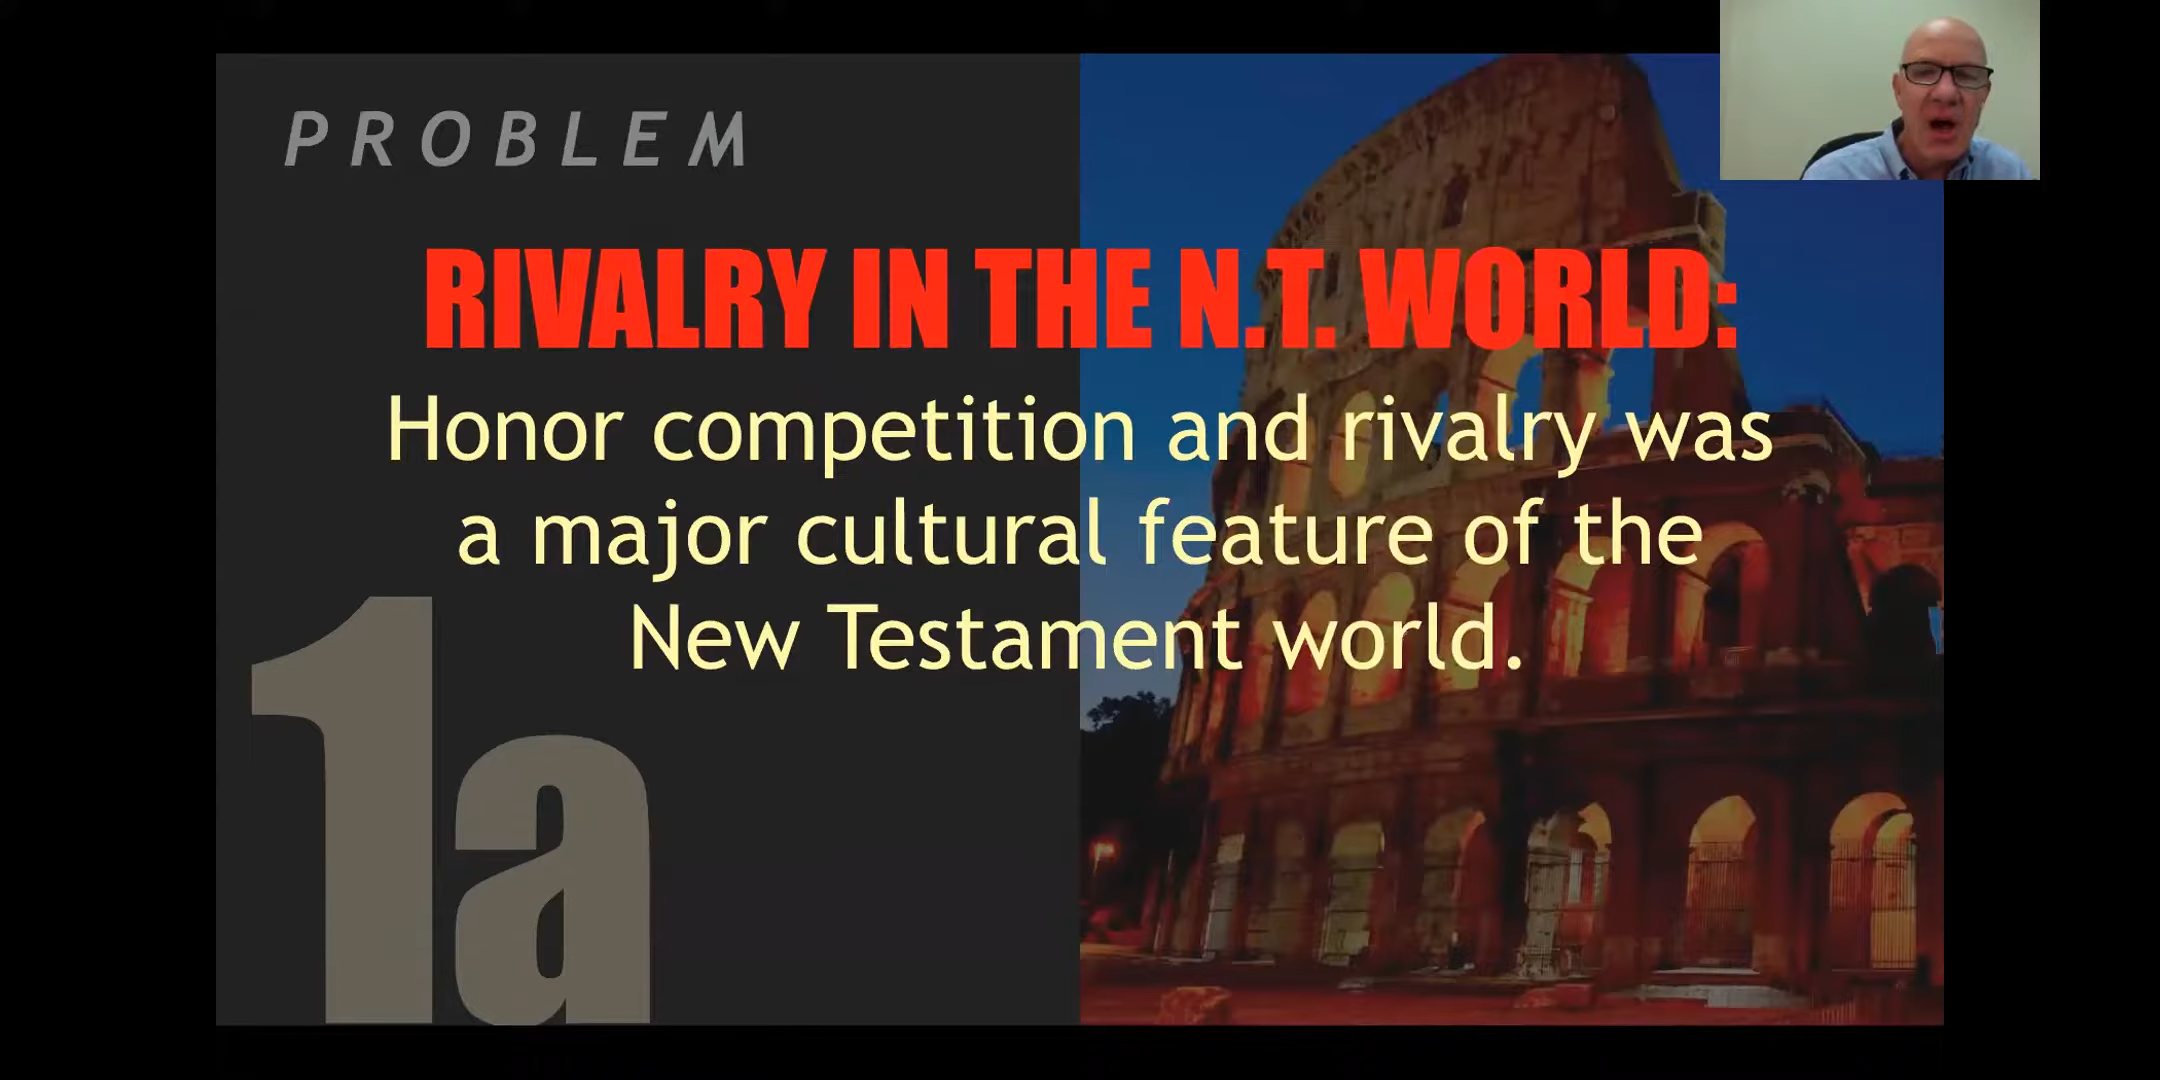 PROBLEM
RIVALRY IN THE N.T. WORLD:
Honor competition and rivalry was
a major cultural feature of the
New Testament world.
1a